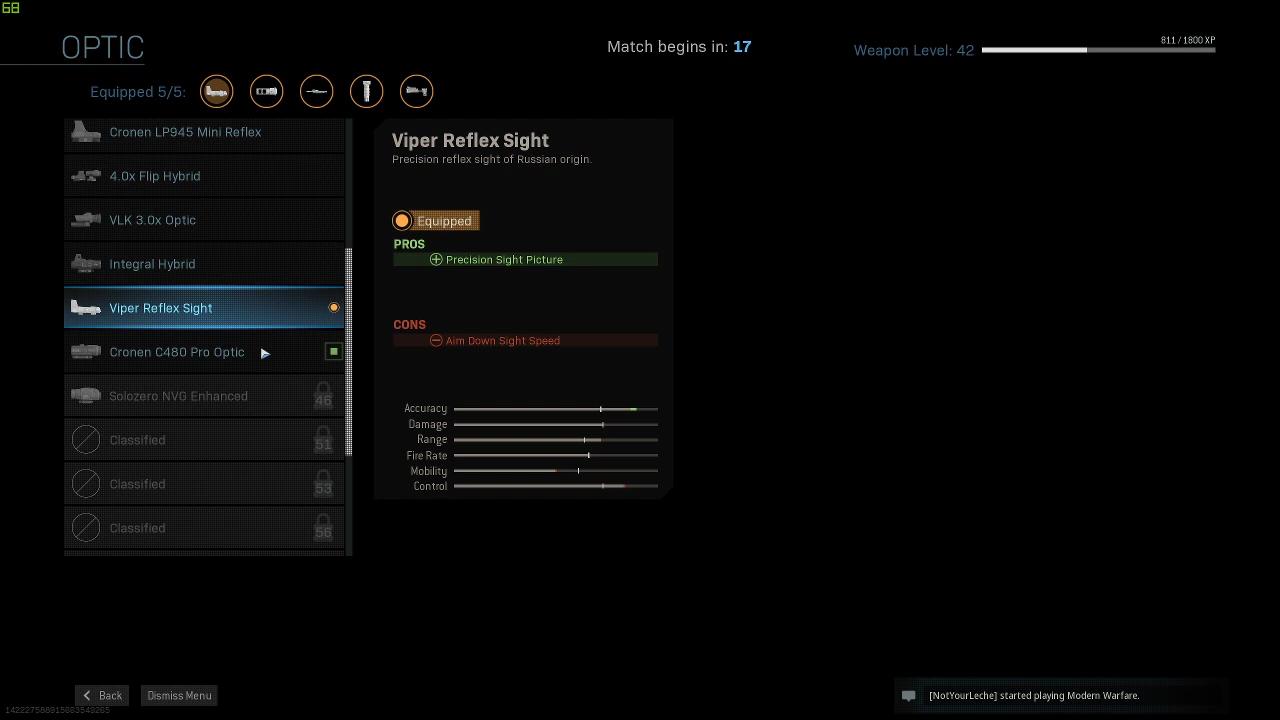 68
OPTIC
Match begins in: 17
Weapon Level: 42
811 / 1800 XP
Equipped 5/5:
Cronen LP945 Mini Reflex
4.0x Flip Hybrid
VLK 3.0x Optic
Integral Hybrid
Viper Reflex Sight
Cronen C480 Pro Optic
Solozero NVG Enhanced
46
Classified
51
Classified
53
Classified
56
Viper Reflex Sight
Precision reflex sight of Russian origin.
Equipped
PROS
Precision Sight Picture
CONS
Aim Down Sight Speed
Accuracy
Damage
Range
Fire Rate
Mobility
Control
Back
Dismiss Menu
[NotYourLeche] started playing Modern Warfare.